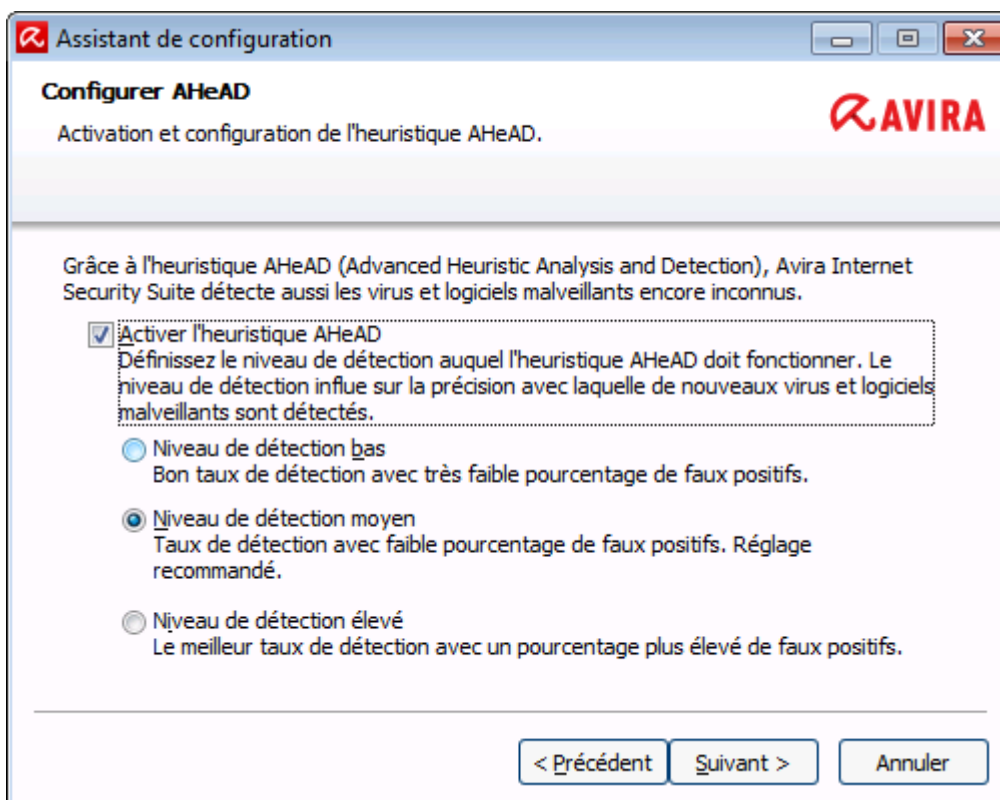 Assistant de configuration
Configurer AHeAD
Activation et configuration de l'heuristique AHeAD.
AVIRA
Grâce à l'heuristique AHeAD (Advanced Heuristic Analysis and Detection), Avira Internet
Security Suite détecte aussi les virus et logiciels malveillants encore inconnus.
Activer l'heuristique AHeAD
Définissez le niveau de détection auquel l'heuristique AHeAD doit fonctionner. Le
niveau de détection influe sur la précision avec laquelle de nouveaux virus et logiciels
malveillants sont détectés.
Niveau de détection bas
Bon taux de détection avec très faible pourcentage de faux positifs.
Niveau de détection moyen
Taux de détection avec faible pourcentage de faux positifs. Réglage
recommandé.
Niveau de détection élevé
Le meilleur taux de détection avec un pourcentage plus élevé de faux positifs.
< Précédent
Suivant >
Annuler